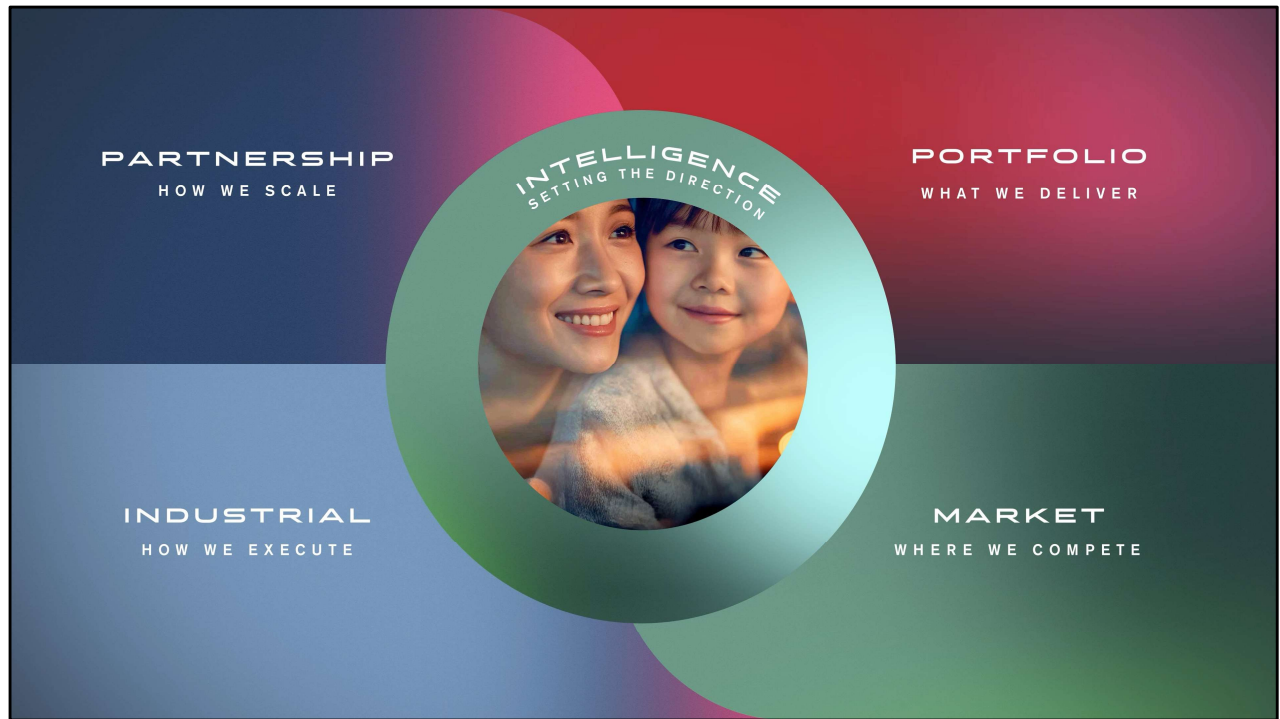 PARTNERSHIP
HOW WE SCALE
INTELLIGENCE
SETTING THE DIRECTION
PORTFOLIO
WHAT WE DELIVER
INDUSTRIAL
HOW WE EXECUTE
MARKET
WHERE WE COMPETE